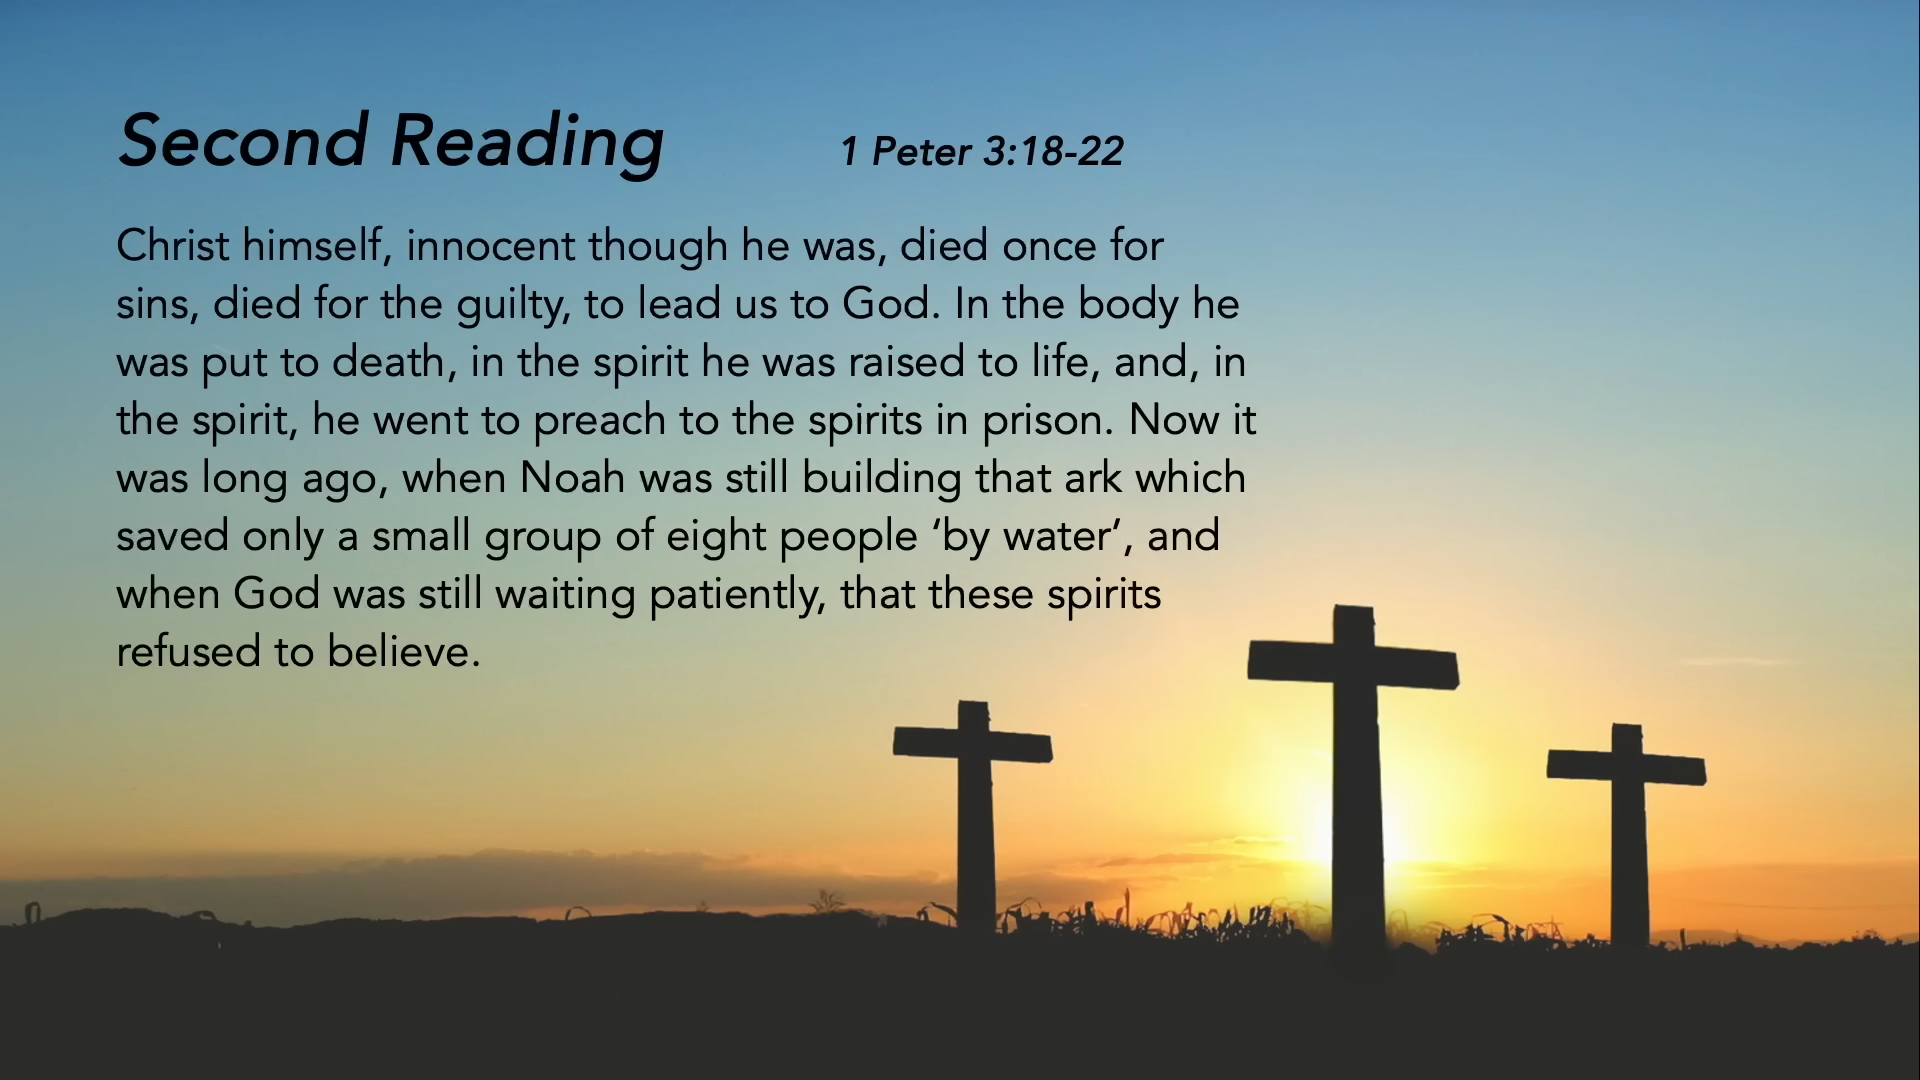 Second Reading 1 Peter 3:18-22
Christ himself, innocent though he was, died once for
sins, died for the guilty, to lead us to God. In the body he
was put to death, in the spirit he was raised to life, and, in
the spirit, he went to preach to the spirits in prison. Now it
was long ago, when Noah was still building that ark which
saved only a small group of eight people ‘by water’, and
when God was still waiting patiently, that these spirits
refused to believe.